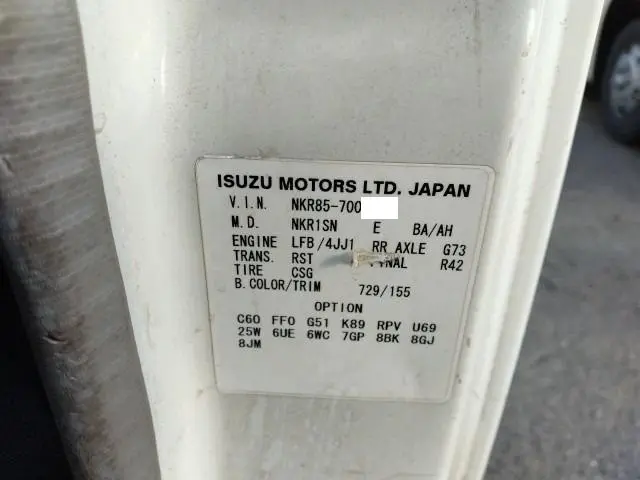 ISUZU MOTORS LTD. JAPAN
V.I.N. NKR85-700
M.D. NKR1SN E BA/AH
ENGINE LFB/4JJ1 RR AXLE G73
TRANS. RST R42
TIRE CSG
B.COLOR/TRIM 729/155
OPTION
C60 FF0 G51 K89 RPV U69
25W 6UE 6WC 7GP 8BK 8GJ
8JM